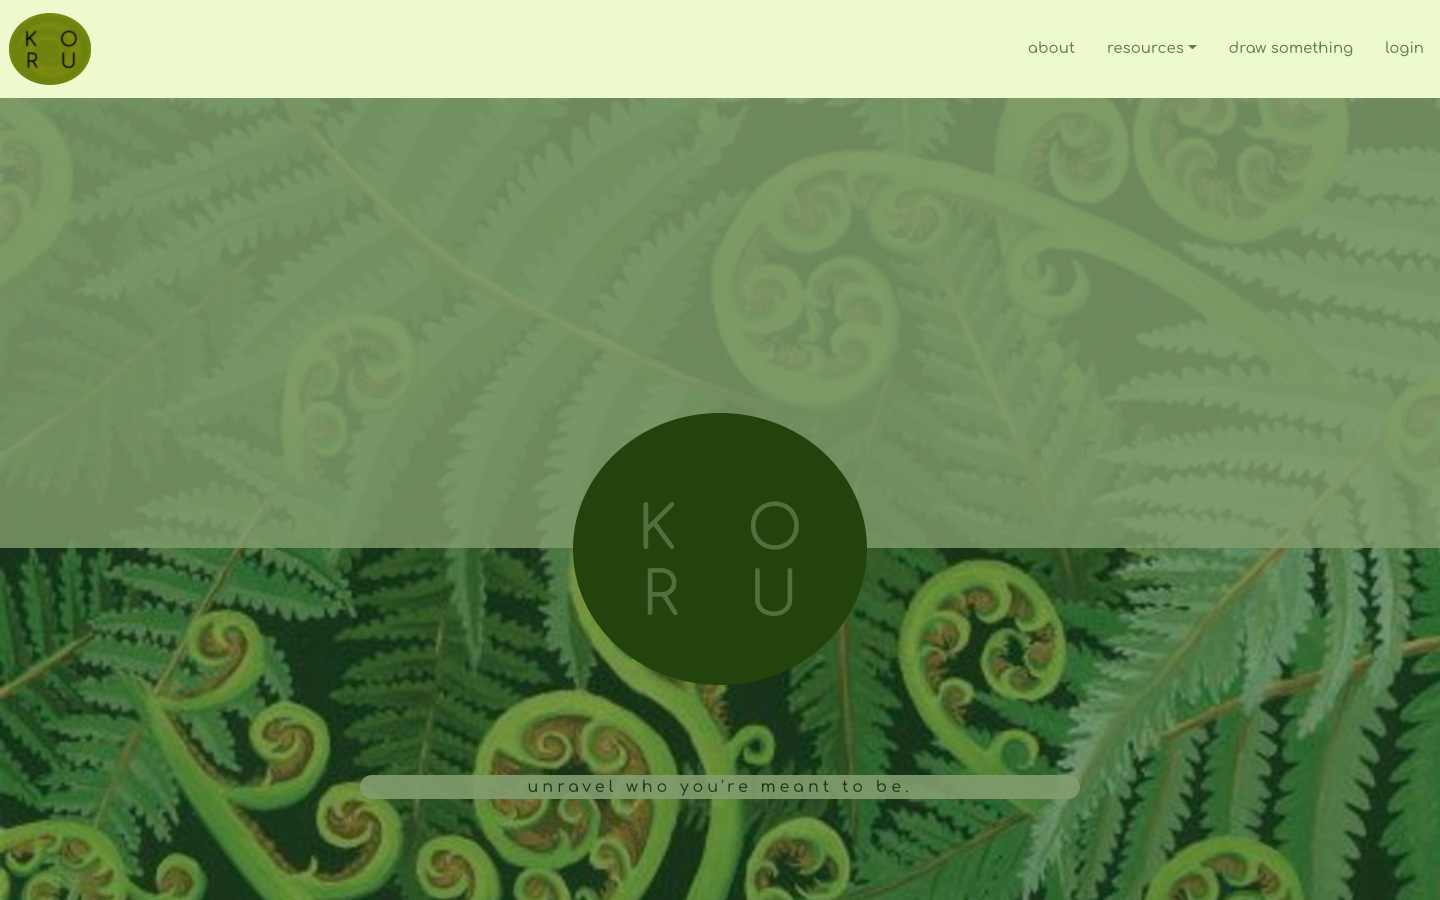 K O
R U
about
resources
draw something
login
K O
R U
unravel who you're meant to be.